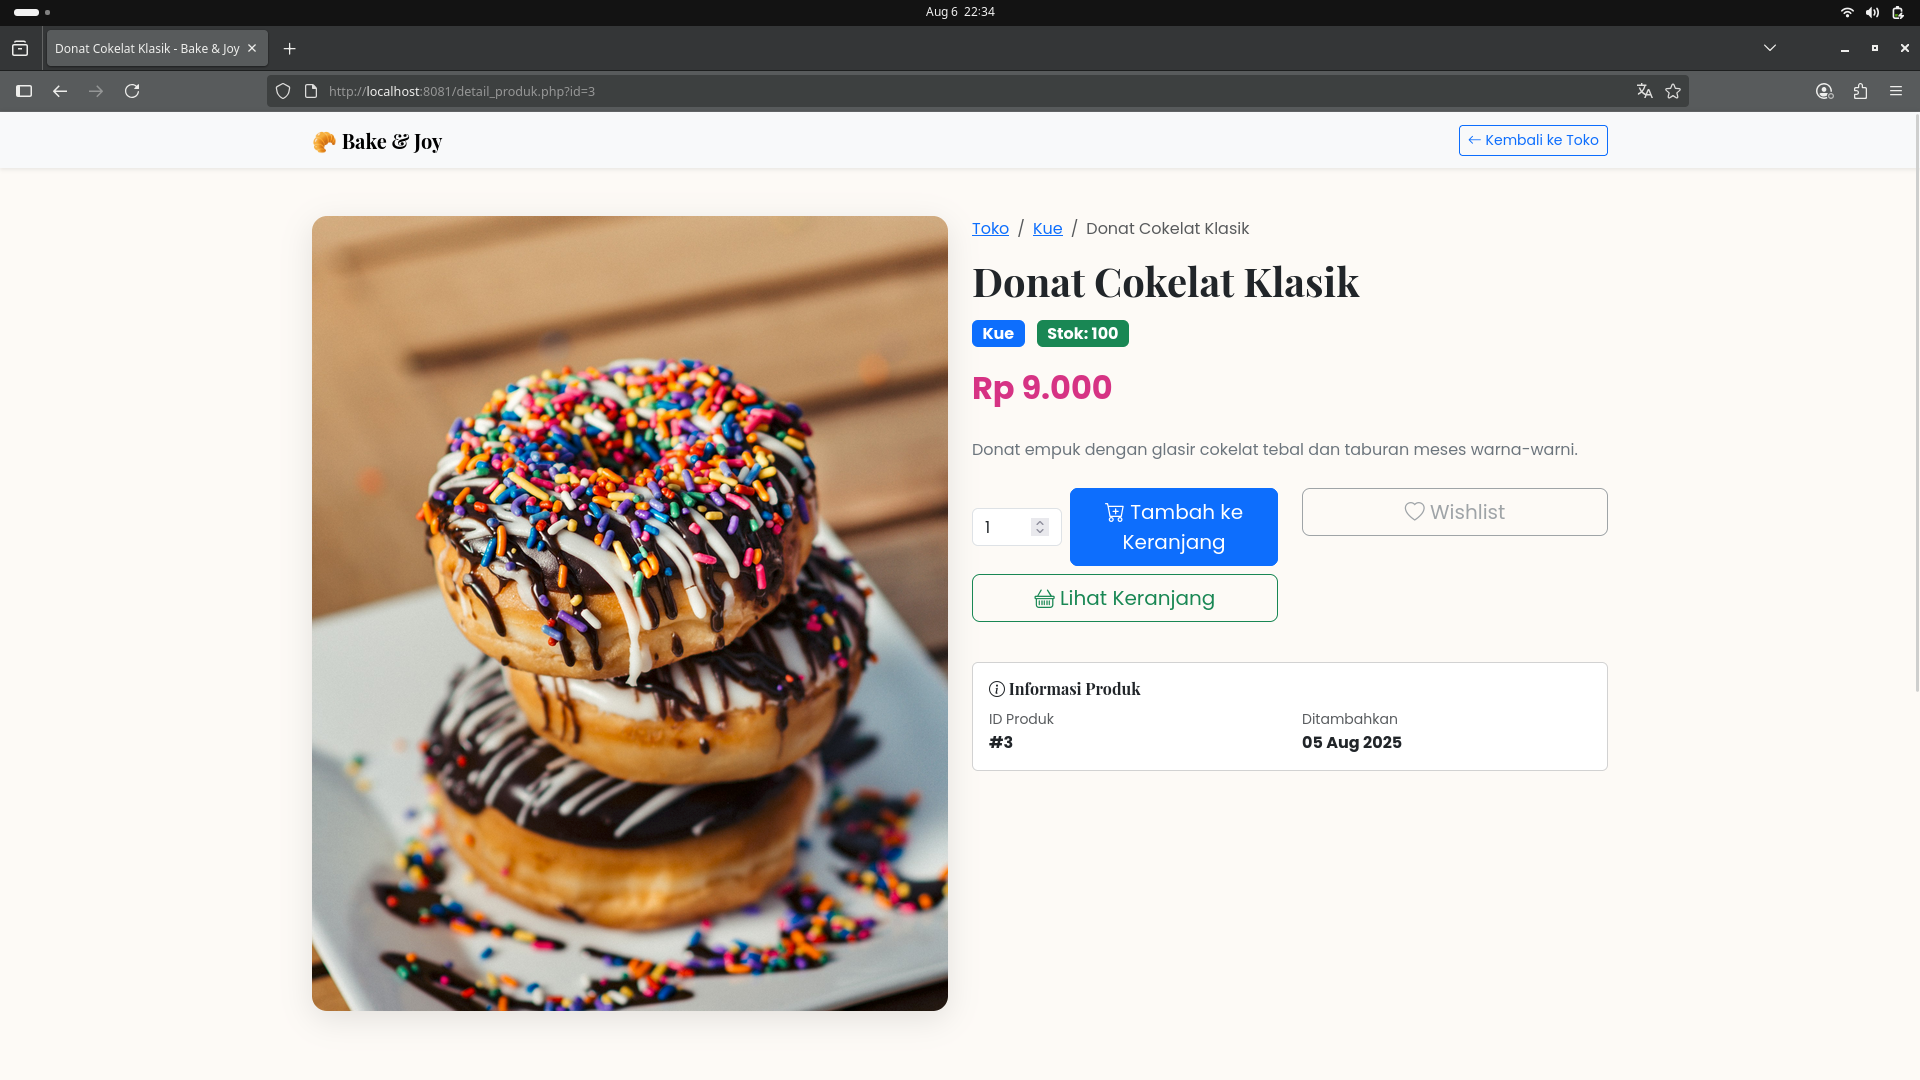 Aug 6 22:34
Donat Cokelat Klasik - Bake & Joy
http://localhost:8081/detail_produk.php?id=3
Bake & Joy
← Kembali ke Toko
Toko / Kue / Donat Cokelat Klasik
Donat Cokelat Klasik
Kue Stok: 100
Rp 9.000
Donat empuk dengan glasir cokelat tebal dan taburan meses warna-warni.
1
Tambah ke
Keranjang
Wishlist
Lihat Keranjang
Informasi Produk
ID Produk
#3
Ditambahkan
05 Aug 2025